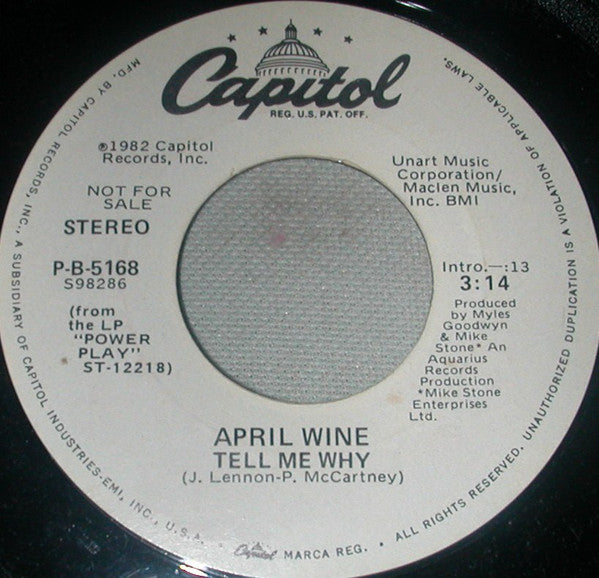 Capitol
REG. U.S. PAT. OFF.
℗1982 Capitol
Records, Inc.
NOT FOR
SALE
STEREO
P-B-5168
S98286
(from
the LP
"POWER
PLAY"
ST-12218)
Unart Music
Corporation/
Maclen Music,
Inc. BMI
Intro.—:13
3:14
Produced
by Myles
Goodwyn
& Mike
Stone* An
Aquarius
Records
Production
*Mike Stone
Enterprises
Ltd.
APRIL WINE
TELL ME WHY
(J. Lennon-P. McCartney)
MFD. BY CAPITOL RECORDS, INC., A SUBSIDIARY OF CAPITOL INDUSTRIES-EMI, INC., U.S.A. • Capitol MARCA REG. • ALL RIGHTS RESERVED. UNAUTHORIZED DUPLICATION IS A VIOLATION OF APPLICABLE LAWS.